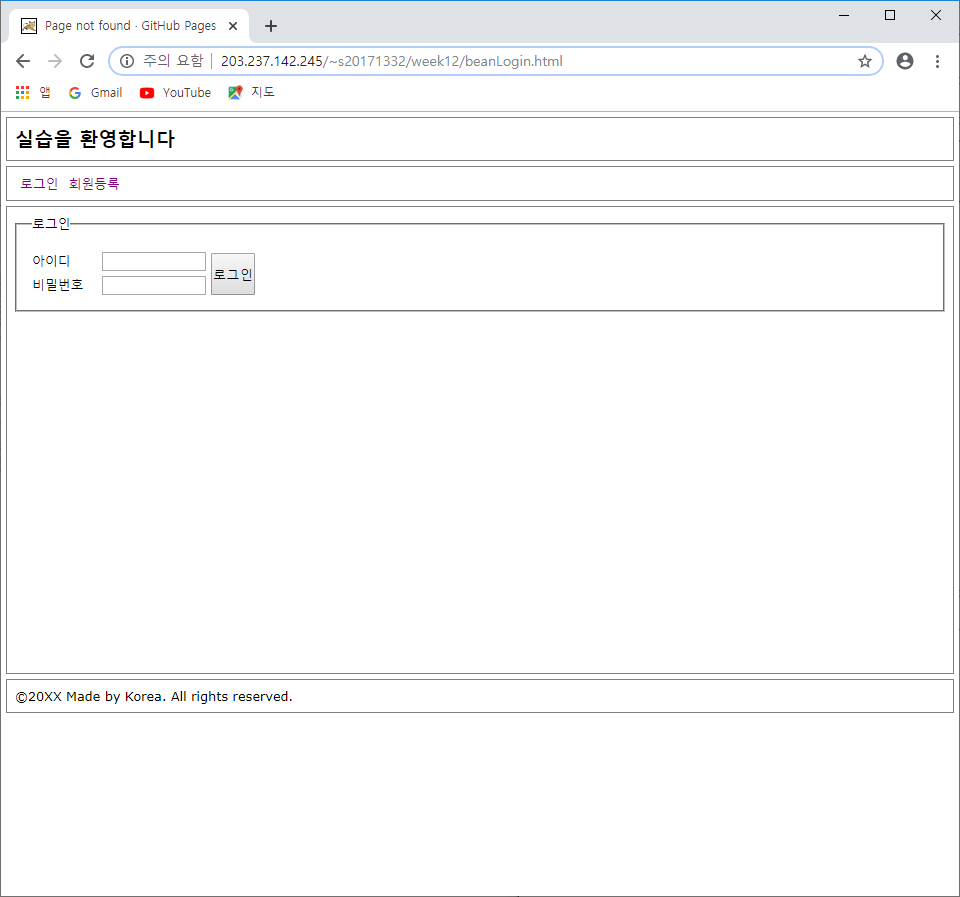 Page not found · GitHub Pages
주의 요함 | 203.237.142.245/~s20171332/week12/beanLogin.html
앱 Gmail YouTube 지도
실습을 환영합니다
로그인 회원등록
로그인
아이디
로그인
비밀번호
©20XX Made by Korea. All rights reserved.